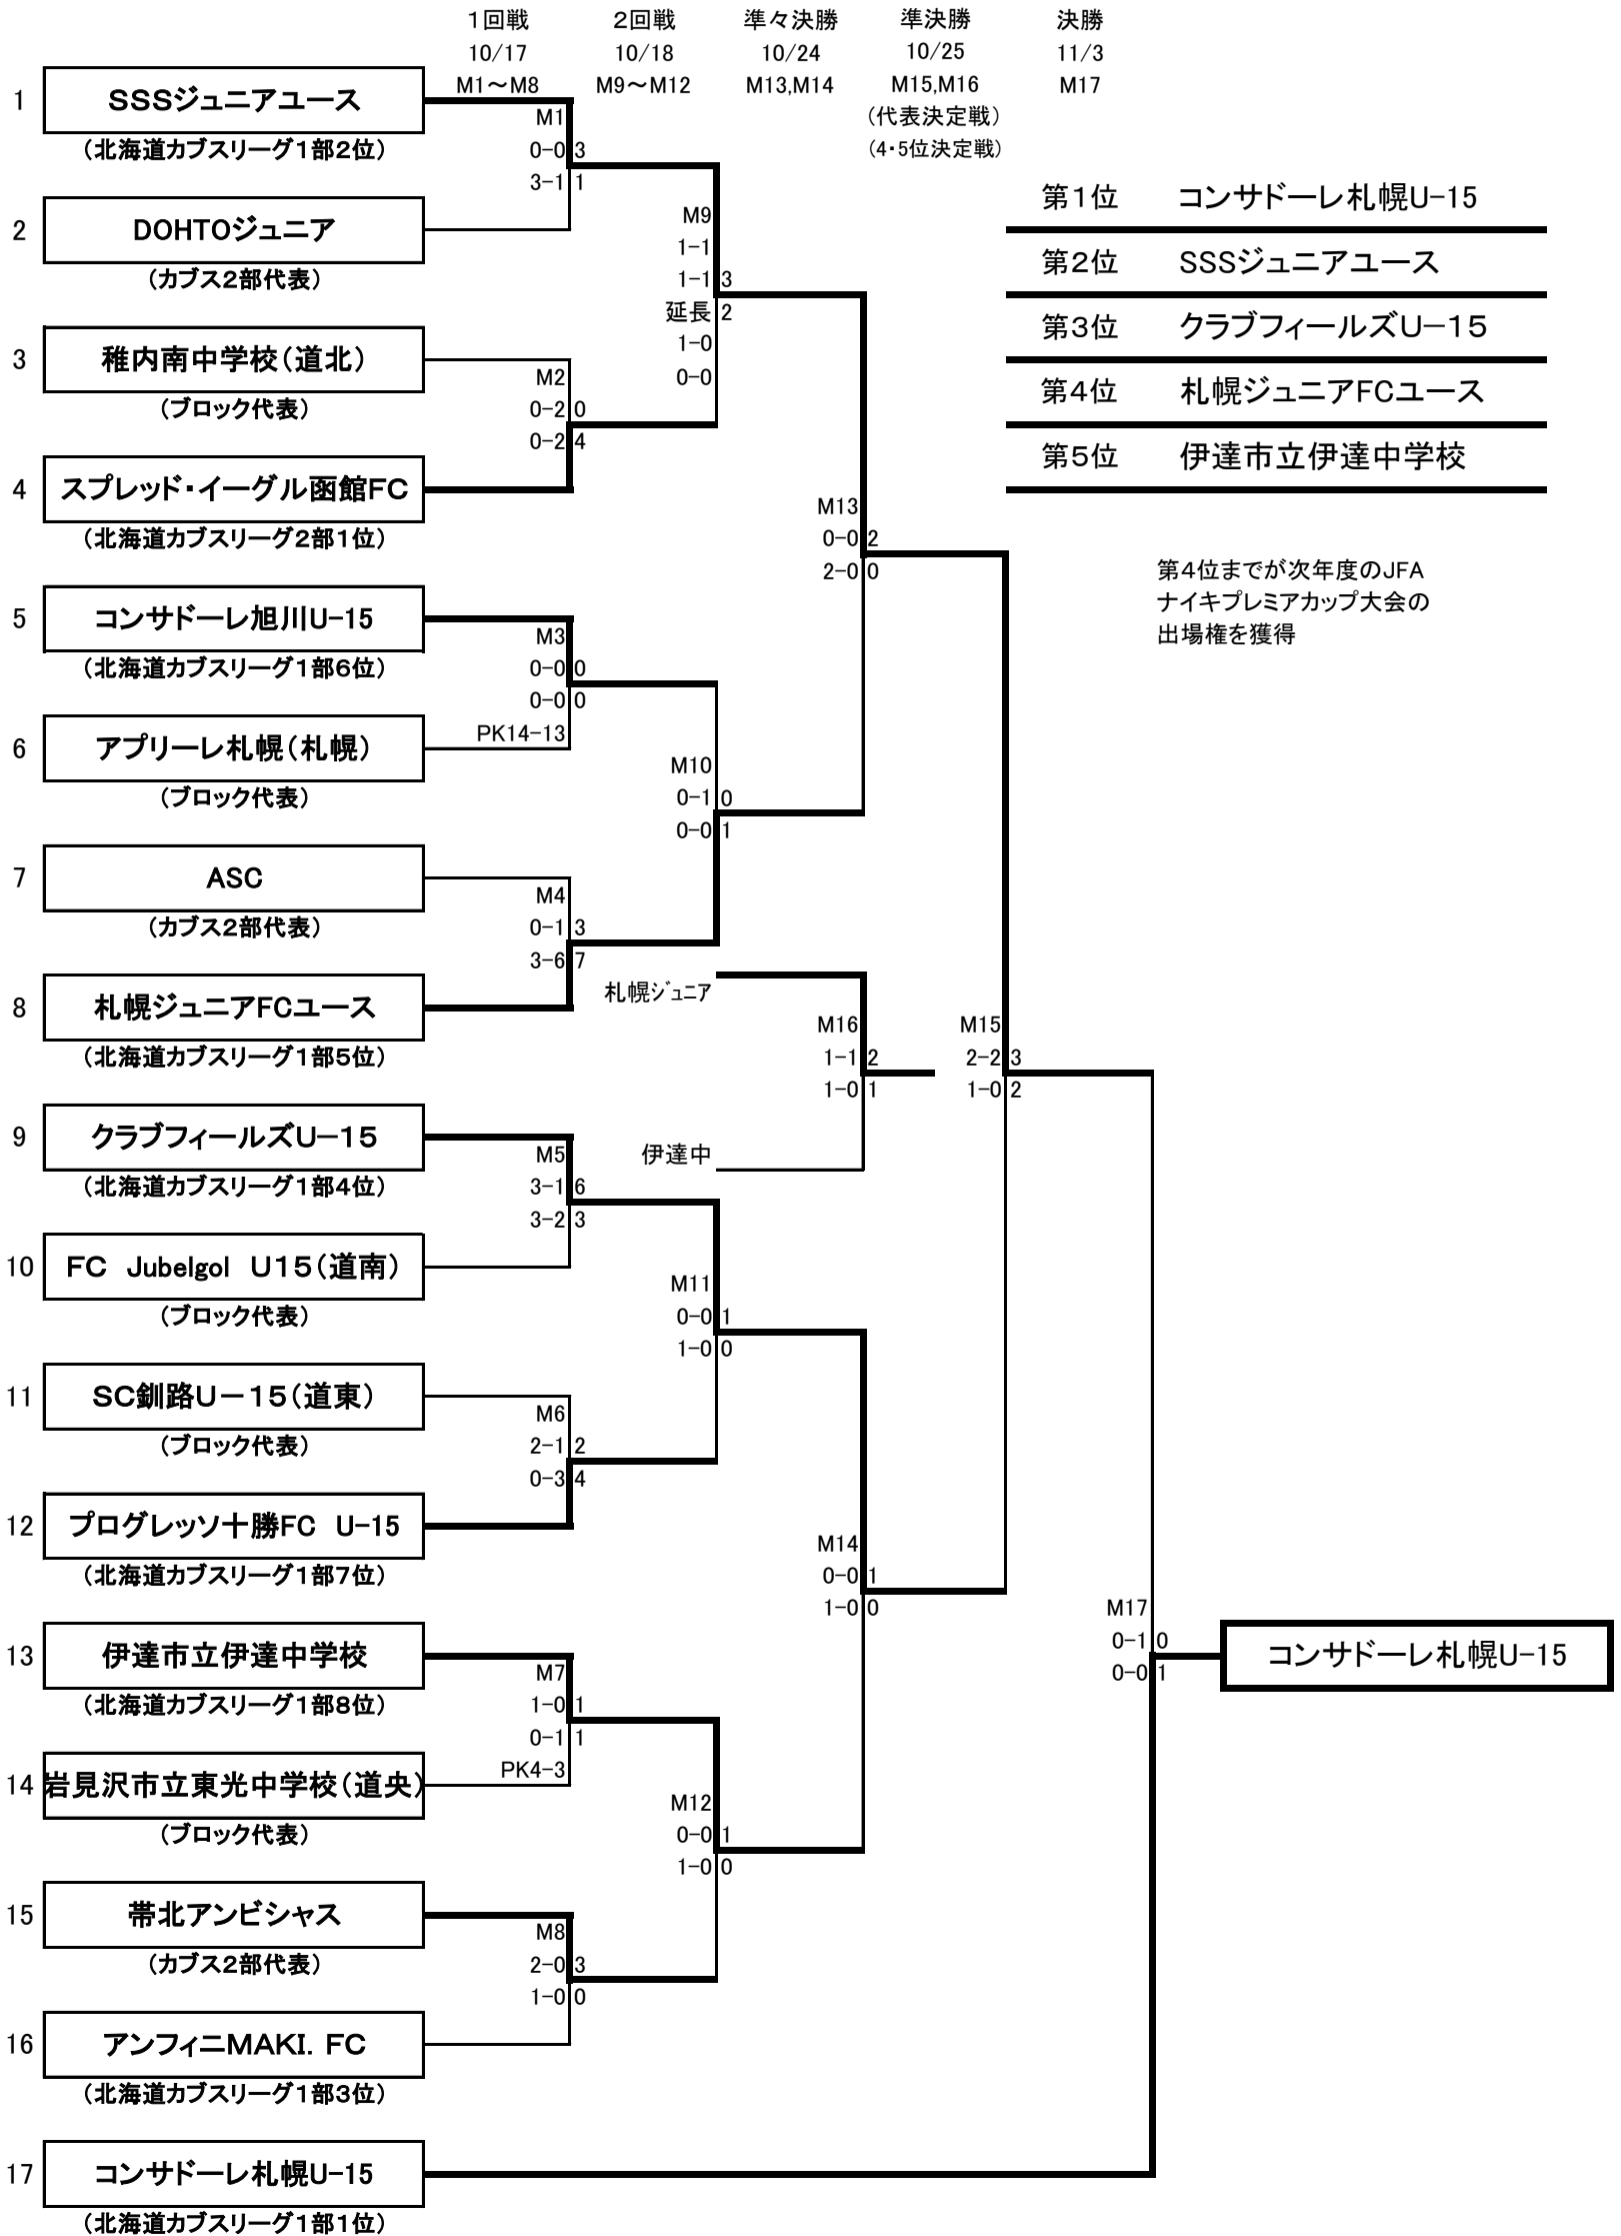 １回戦 ２回戦 準々決勝 準決勝 決勝
10/17 10/18 10/24 10/25 11/3
M1～M8 M9～M12 M13,M14 M15,M16 M17
（代表決定戦）
（4・5位決定戦）
1 SSSジュニアユース
（北海道カブスリーグ１部２位）
M1
0-0 3
3-1 1
2 DOHTOジュニア
（カブス２部代表）
M9
1-1
1-1 3
延長 2
1-0
0-0
3 稚内南中学校（道北）
（ブロック代表）
M2
0-2 0
0-2 4
4 スプレッド・イーグル函館FC
（北海道カブスリーグ２部１位）
第１位 コンサドーレ札幌U-15
第２位 SSSジュニアユース
第３位 クラブフィールズU－15
第４位 札幌ジュニアFCユース
第５位 伊達市立伊達中学校
M13
0-0 2
2-0 0
第４位までが次年度のJFA
ナイキプレミアカップ大会の
出場権を獲得
5 コンサドーレ旭川U-15
（北海道カブスリーグ１部６位）
M3
0-0 0
0-0 0
PK14-13
6 アプリーレ札幌（札幌）
（ブロック代表）
M10
0-1 0
0-0 1
7 ASC
（カブス２部代表）
M4
0-1 3
3-6 7
8 札幌ジュニアFCユース
（北海道カブスリーグ１部５位）
札幌ｼﾞｭﾆｱ
M16
1-1 2
1-0 1
伊達中
M15
2-2 3
1-0 2
9 クラブフィールズU－15
（北海道カブスリーグ１部４位）
M5
3-1 6
3-2 3
10 FC　Jubelgol　U15（道南）
（ブロック代表）
M11
0-0 1
1-0 0
11 SC釧路U－15（道東）
（ブロック代表）
M6
2-1 2
0-3 4
12 プログレッソ十勝FC　U-15
（北海道カブスリーグ１部７位）
M14
0-0 1
1-0 0
13 伊達市立伊達中学校
（北海道カブスリーグ１部８位）
M7
1-0 1
0-1 1
PK4-3
14 岩見沢市立東光中学校（道央）
（ブロック代表）
M12
0-0 1
1-0 0
M17
0-1 0
0-0 1
コンサドーレ札幌U-15
15 帯北アンビシャス
（カブス２部代表）
M8
2-0 3
1-0 0
16 アンフィニMAKI．FC
（北海道カブスリーグ１部３位）
17 コンサドーレ札幌U-15
（北海道カブスリーグ１部１位）